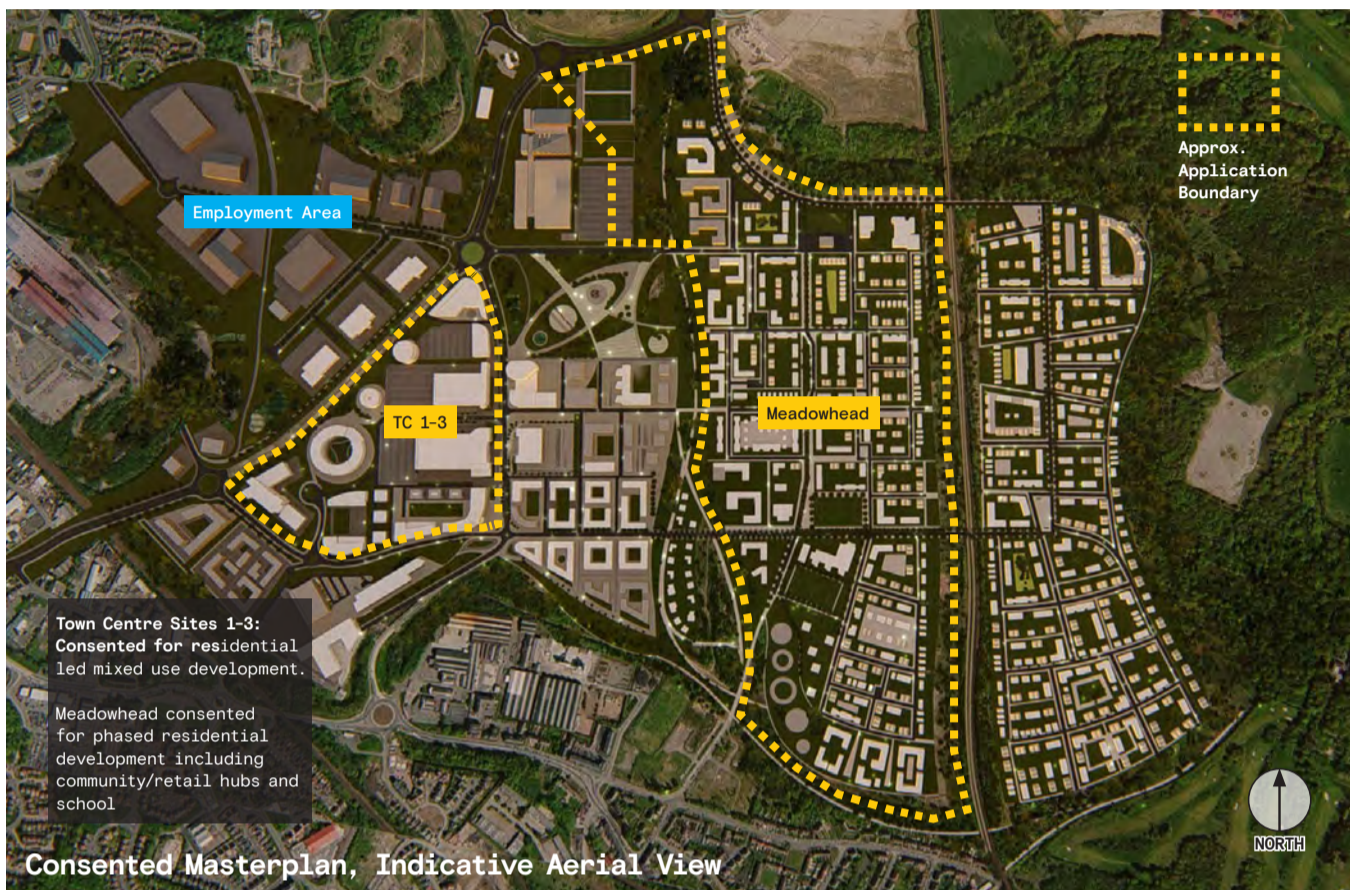 Approx.
Application
Boundary
Employment Area
TC 1-3
Meadowhead
Town Centre Sites 1-3:
Consented for residential
led mixed use development.
Meadowhead consented
for phased residential
development including
community/retail hubs and
school
NORTH
Consented Masterplan, Indicative Aerial View